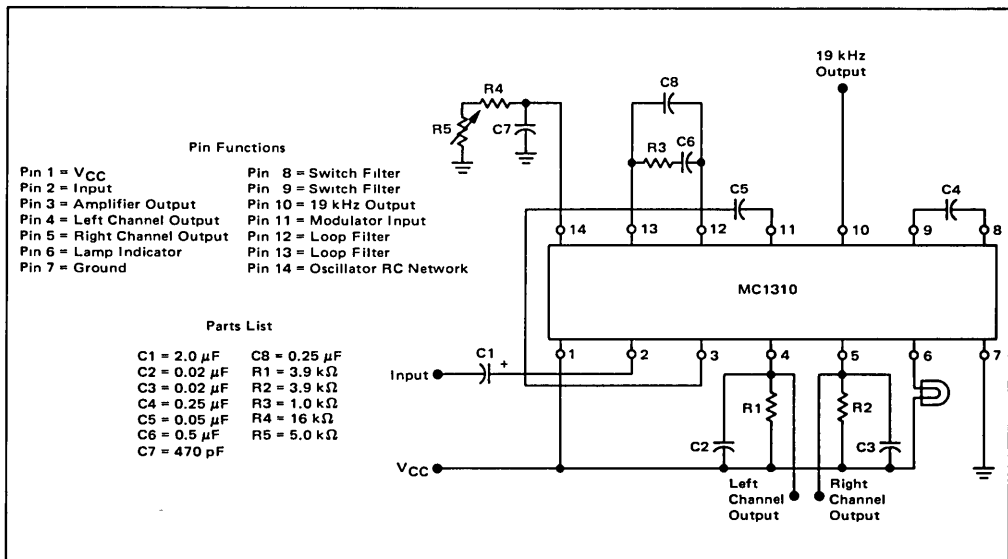 19 kHz
Output
C8
R4
R5
C7
R3
C6
C5
C4
14
13
12
11
10
9
8
Pin Functions
Pin 1 = VCC
Pin 2 = Input
Pin 3 = Amplifier Output
Pin 4 = Left Channel Output
Pin 5 = Right Channel Output
Pin 6 = Lamp Indicator
Pin 7 = Ground
Pin 8 = Switch Filter
Pin 9 = Switch Filter
Pin 10 = 19 kHz Output
Pin 11 = Modulator Input
Pin 12 = Loop Filter
Pin 13 = Loop Filter
Pin 14 = Oscillator RC Network
MC1310
Parts List
C1 = 2.0 µF
C2 = 0.02 µF
C3 = 0.02 µF
C4 = 0.25 µF
C5 = 0.05 µF
C6 = 0.5 µF
C7 = 470 pF
C8 = 0.25 µF
R1 = 3.9 kΩ
R2 = 3.9 kΩ
R3 = 1.0 kΩ
R4 = 16 kΩ
R5 = 5.0 kΩ
1
2
3
4
5
6
7
Input
C1
+
R1
R2
C2
C3
VCC
Left
Channel
Output
Right
Channel
Output